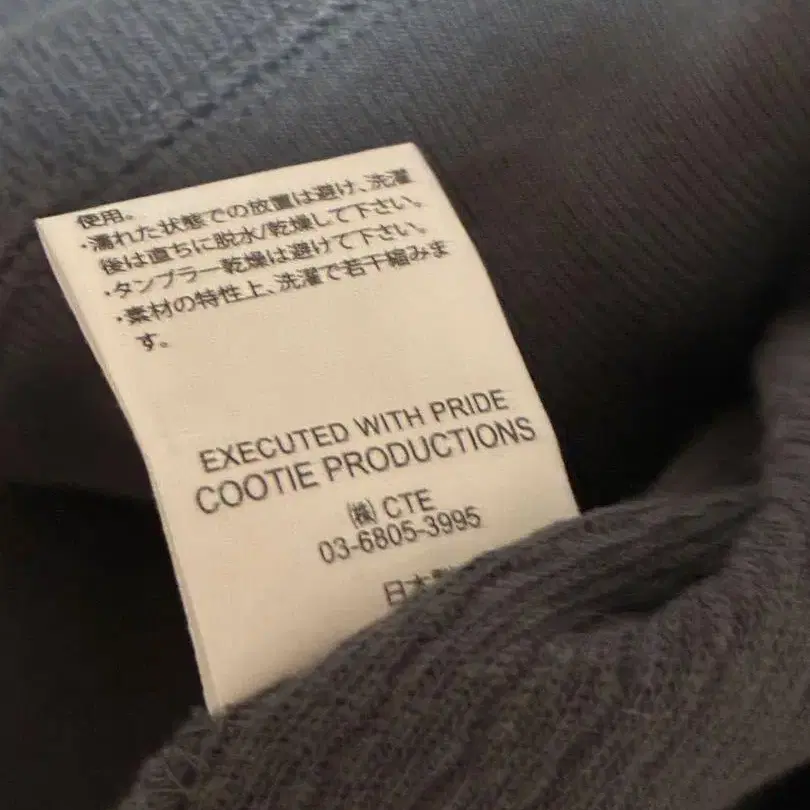 使用。
・濡れた状態での放置は避け、洗濯
後は直ちに脱水/乾燥して下さい。
・タンブラー乾燥は避けて下さい。
・素材の特性上、洗濯で若干縮みま
す。
EXECUTED WITH PRIDE
COOTIE PRODUCTIONS
㈱ CTE
03-6805-3995
日本